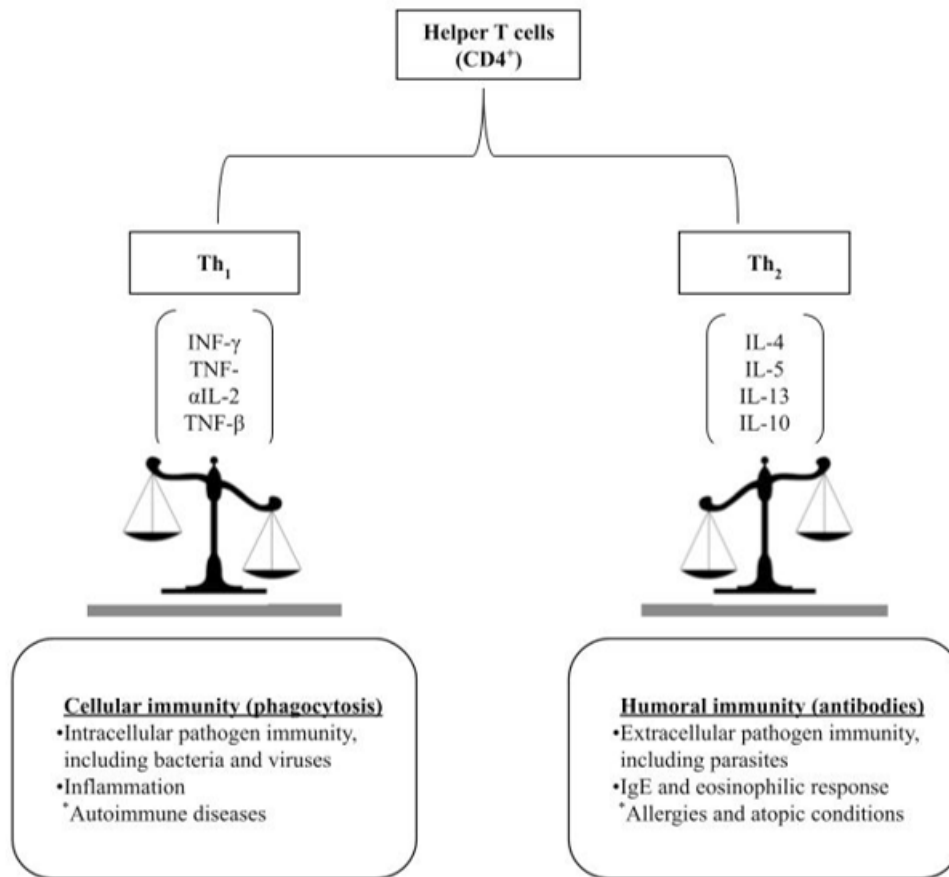 Helper T cells
(CD4⁺)
Th₁
INF-γ
TNF-
αIL-2
TNF-β
Cellular immunity (phagocytosis)
•Intracellular pathogen immunity,
including bacteria and viruses
•Inflammation
⁺Autoimmune diseases
Th₂
IL-4
IL-5
IL-13
IL-10
Humoral immunity (antibodies)
•Extracellular pathogen immunity,
including parasites
•IgE and eosinophilic response
⁺Allergies and atopic conditions